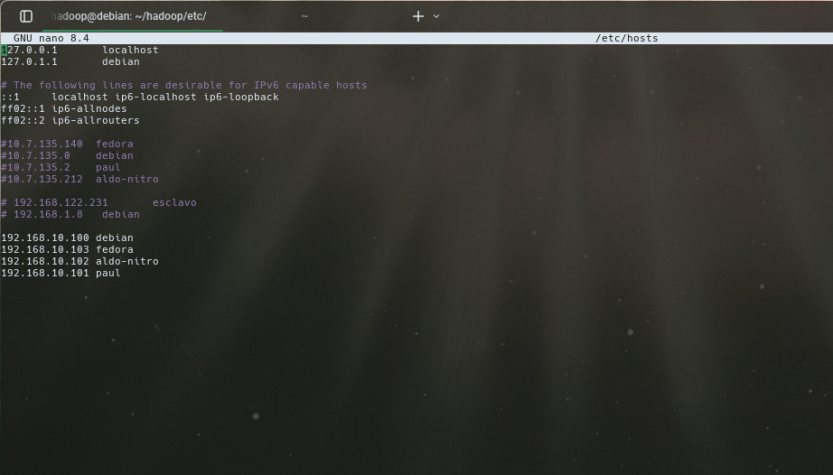 hadoop@debian: ~/hadoop/etc/
~
GNU nano 8.4 /etc/hosts
127.0.0.1 localhost
127.0.1.1 debian
# The following lines are desirable for IPv6 capable hosts
::1 localhost ip6-localhost ip6-loopback
ff02::1 ip6-allnodes
ff02::2 ip6-allrouters
#10.7.135.140 fedora
#10.7.135.0 debian
#10.7.135.2 paul
#10.7.135.212 aldo-nitro
# 192.168.122.231 esclavo
# 192.168.1.8 debian
192.168.10.100 debian
192.168.10.103 fedora
192.168.10.102 aldo-nitro
192.168.10.101 paul